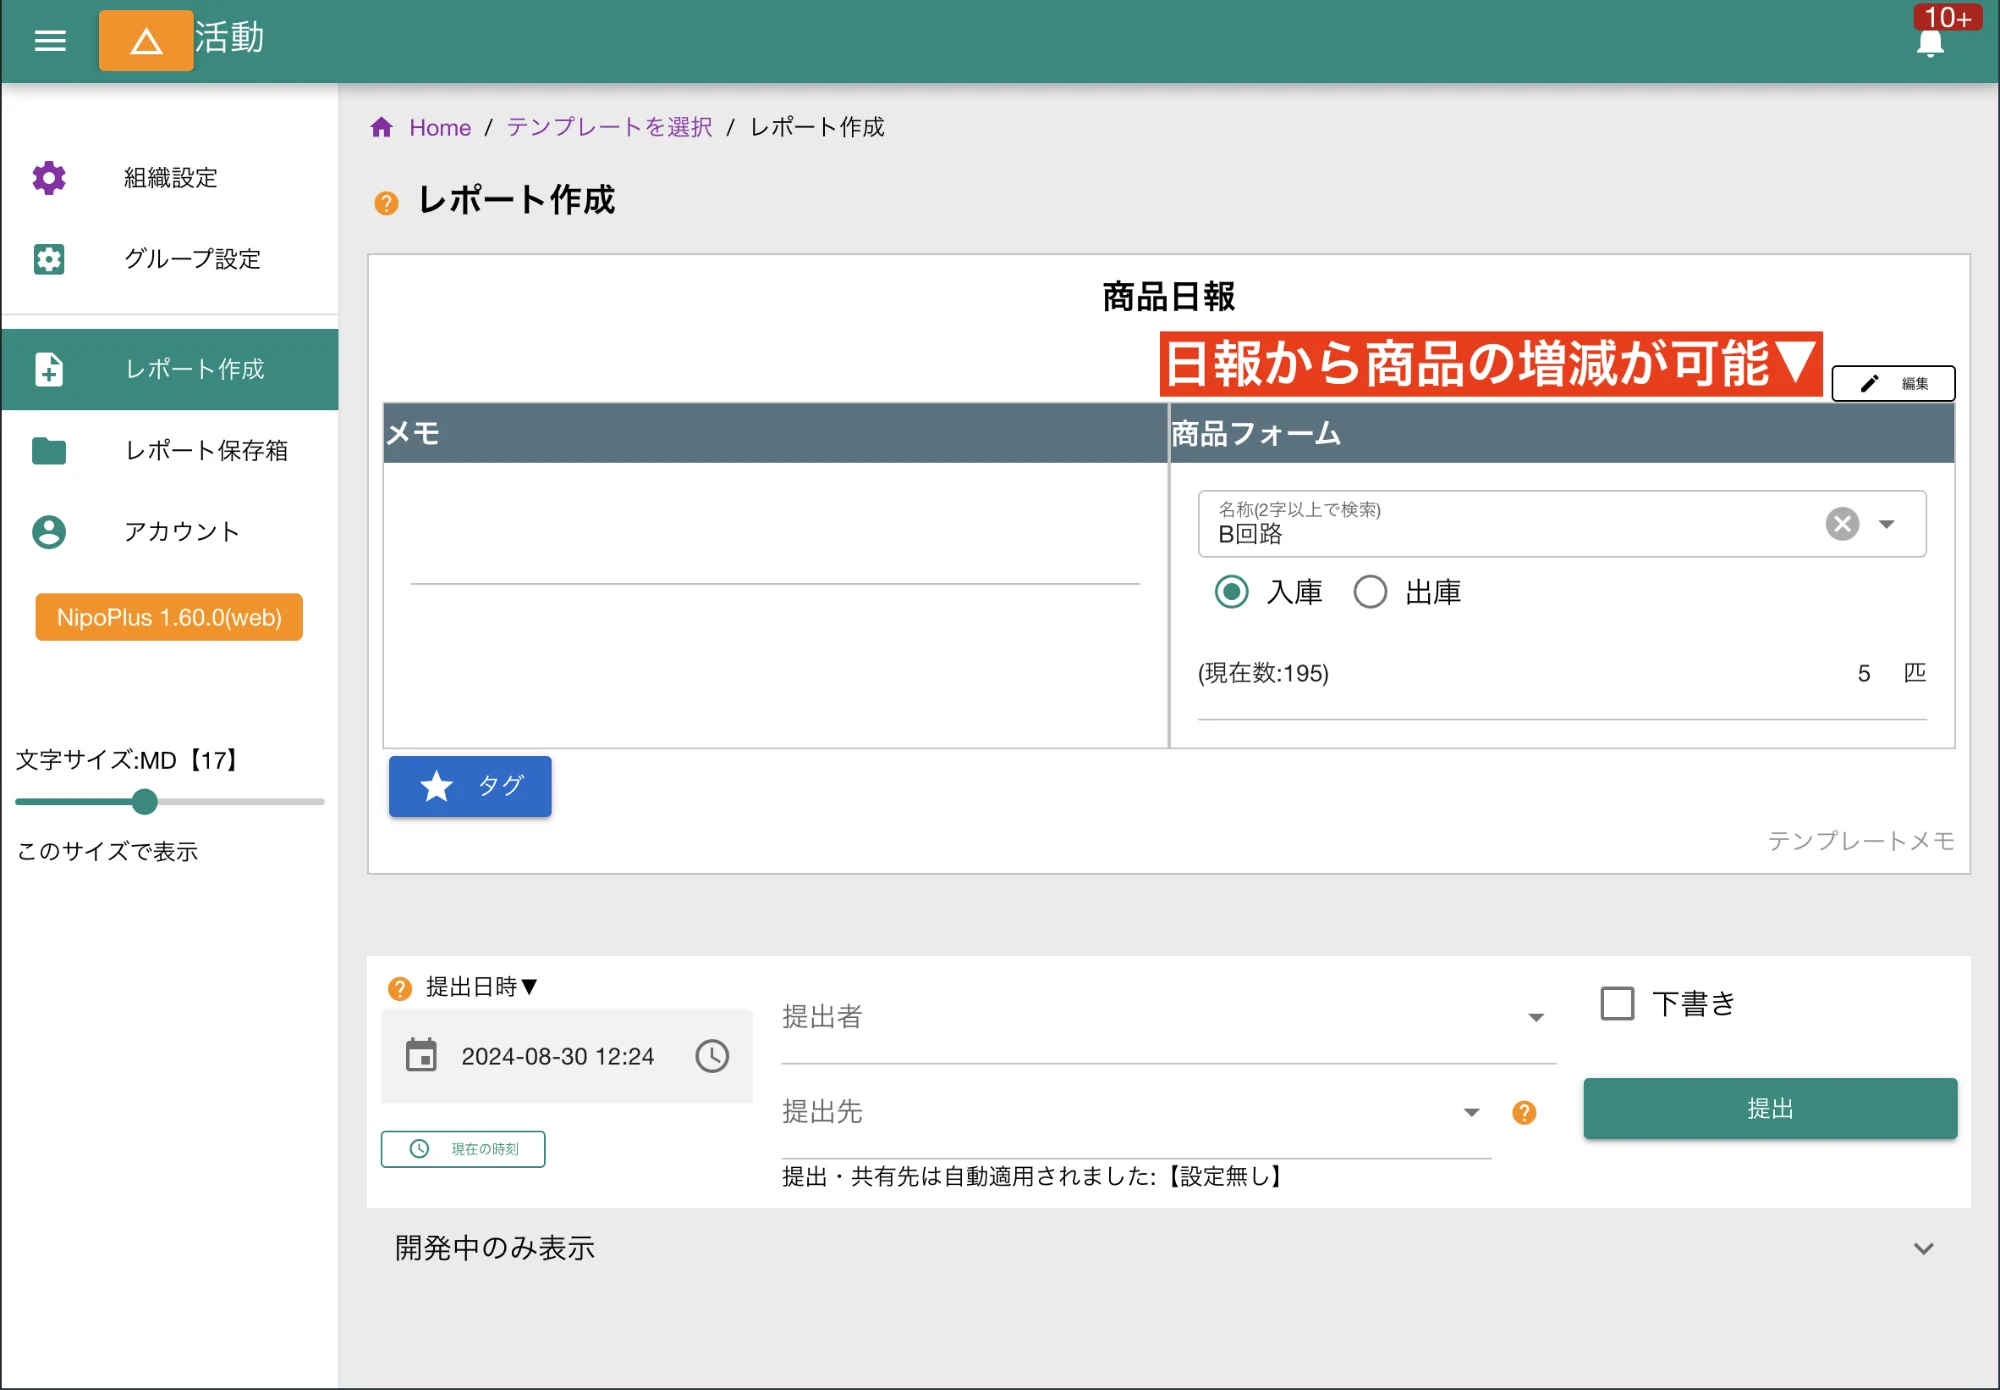 活動
10+
組織設定
グループ設定
レポート作成
レポート保存箱
アカウント
NipoPlus 1.60.0(web)
文字サイズ:MD【17】
このサイズで表示
Home / テンプレートを選択 / レポート作成
レポート作成
商品日報
日報から商品の増減が可能▼
編集
メモ
商品フォーム
名称(2字以上で検索)
B回路
入庫 出庫
(現在数:195) 5 匹
タグ
テンプレートメモ
提出日時▼
2024-08-30 12:24
現在の時刻
提出者
提出先
提出・共有先は自動適用されました:【設定無し】
下書き
提出
開発中のみ表示